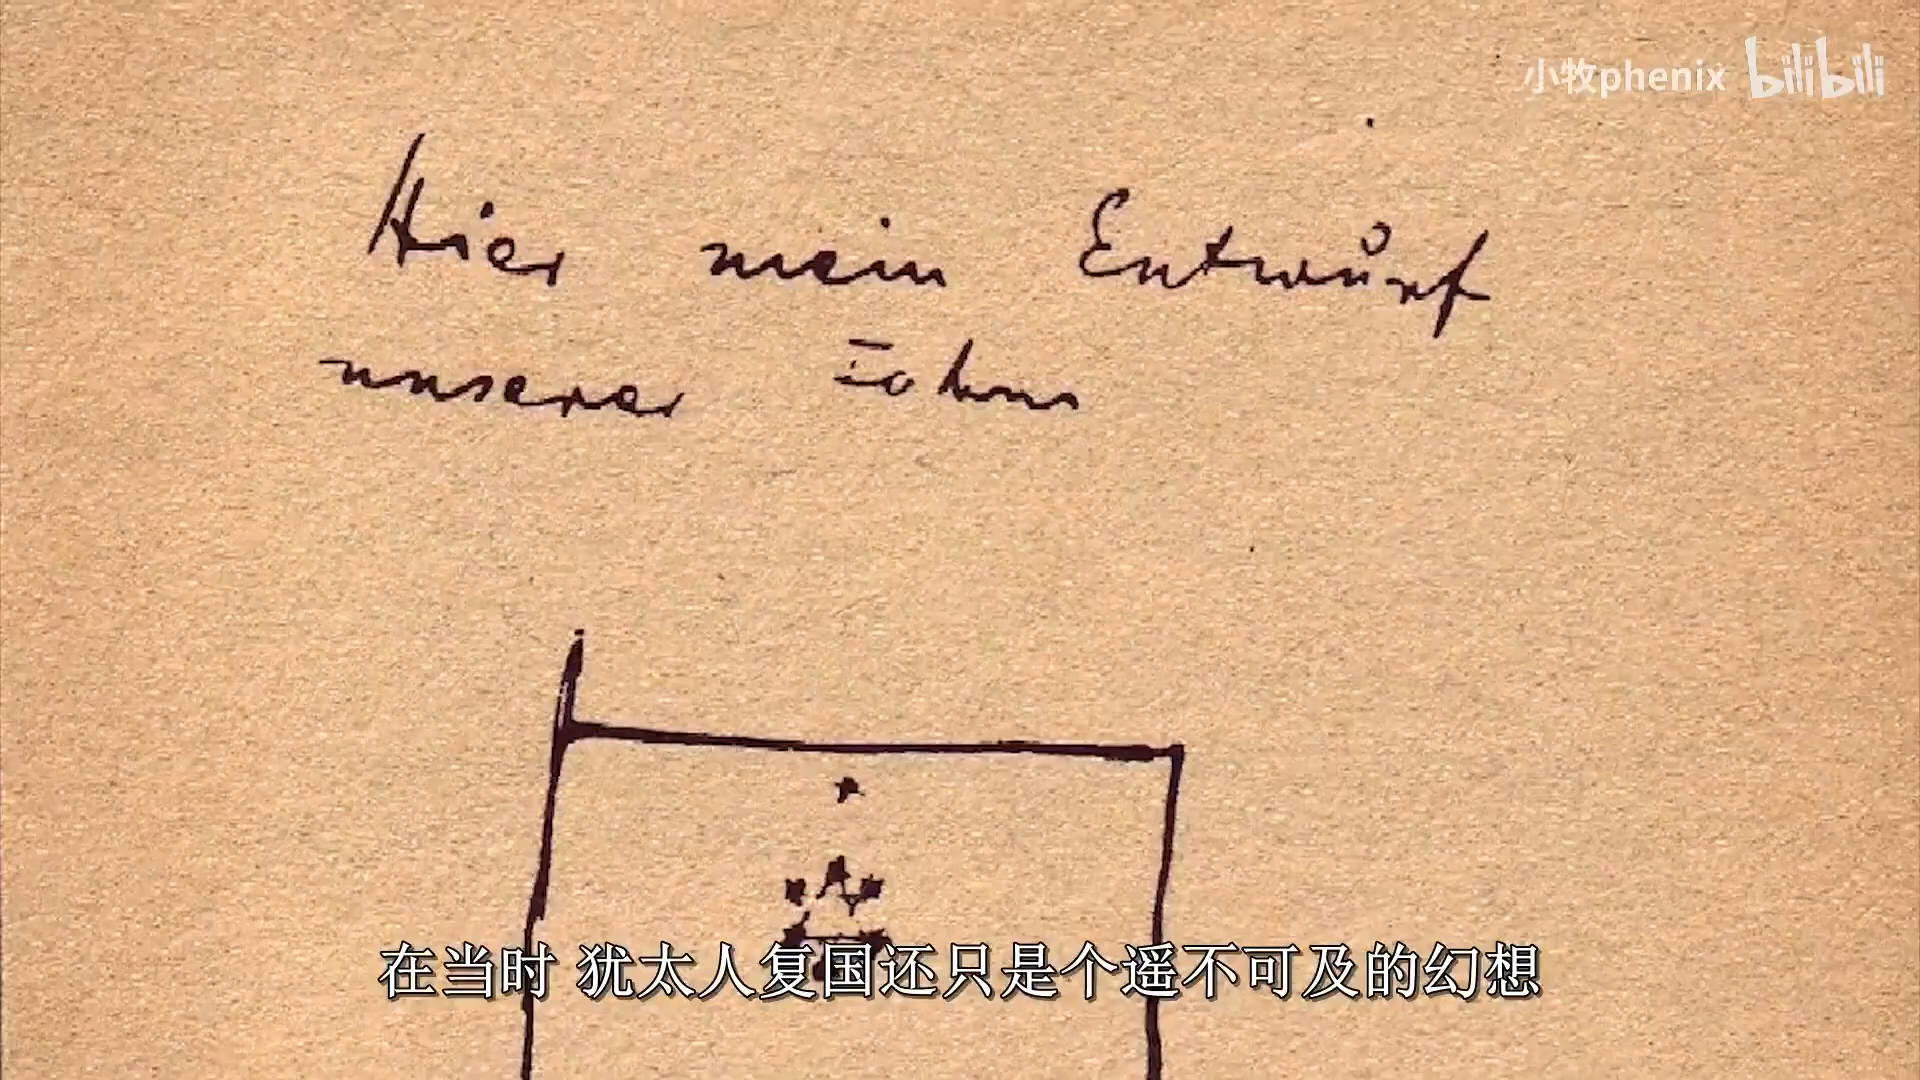 小牧phenix bilibili
Hier mein Entwurf
unserer Fahne
在当时 犹太人复国还只是个遥不可及的幻想